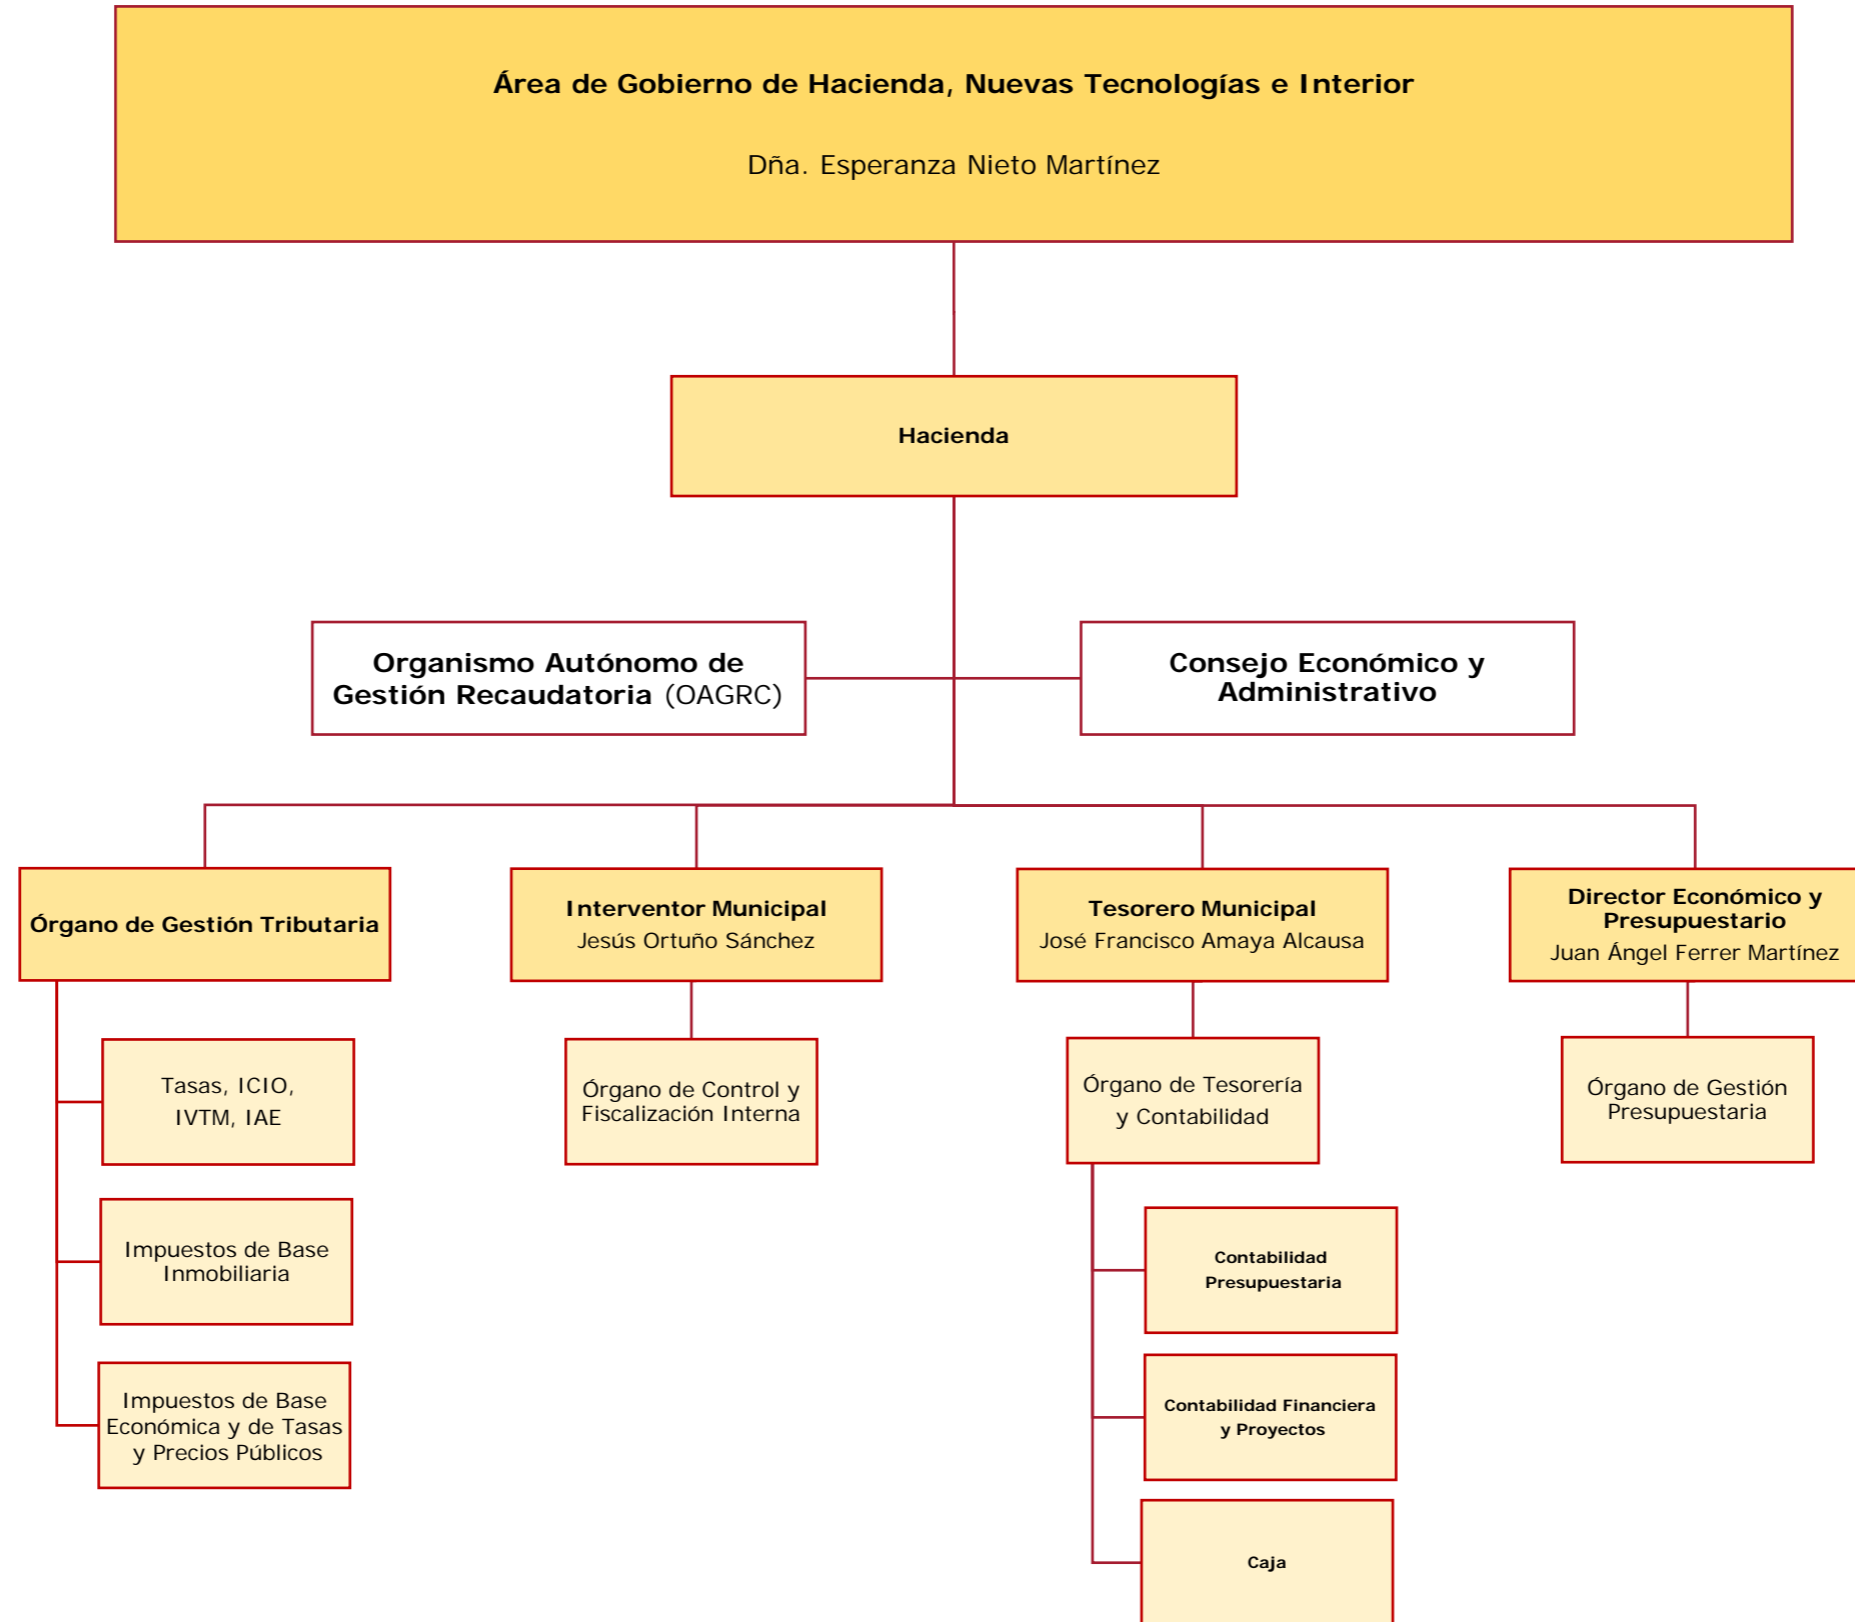 Área de Gobierno de Hacienda, Nuevas Tecnologías e Interior
Dña. Esperanza Nieto Martínez
Hacienda
Organismo Autónomo de
Gestión Recaudatoria (OAGRC)
Consejo Económico y
Administrativo
Órgano de Gestión Tributaria
Interventor Municipal
Jesús Ortuño Sánchez
Tesorero Municipal
José Francisco Amaya Alcausa
Director Económico y
Presupuestario
Juan Ángel Ferrer Martínez
Tasas, ICIO,
IVTM, IAE
Órgano de Control y
Fiscalización Interna
Órgano de Tesorería
y Contabilidad
Órgano de Gestión
Presupuestaria
Impuestos de Base
Inmobiliaria
Contabilidad
Presupuestaria
Impuestos de Base
Económica y de Tasas
y Precios Públicos
Contabilidad Financiera
y Proyectos
Caja